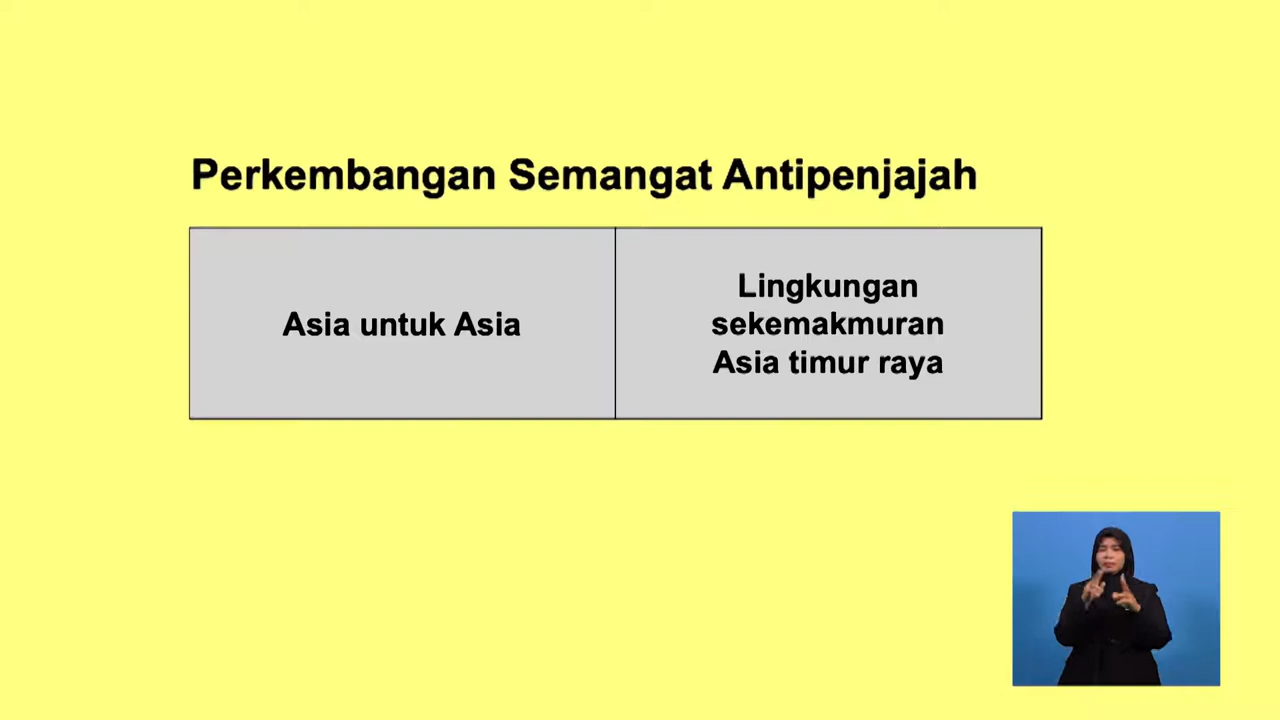 Perkembangan Semangat Antipenjajah
Asia untuk Asia
Lingkungan
sekemakmuran
Asia timur raya